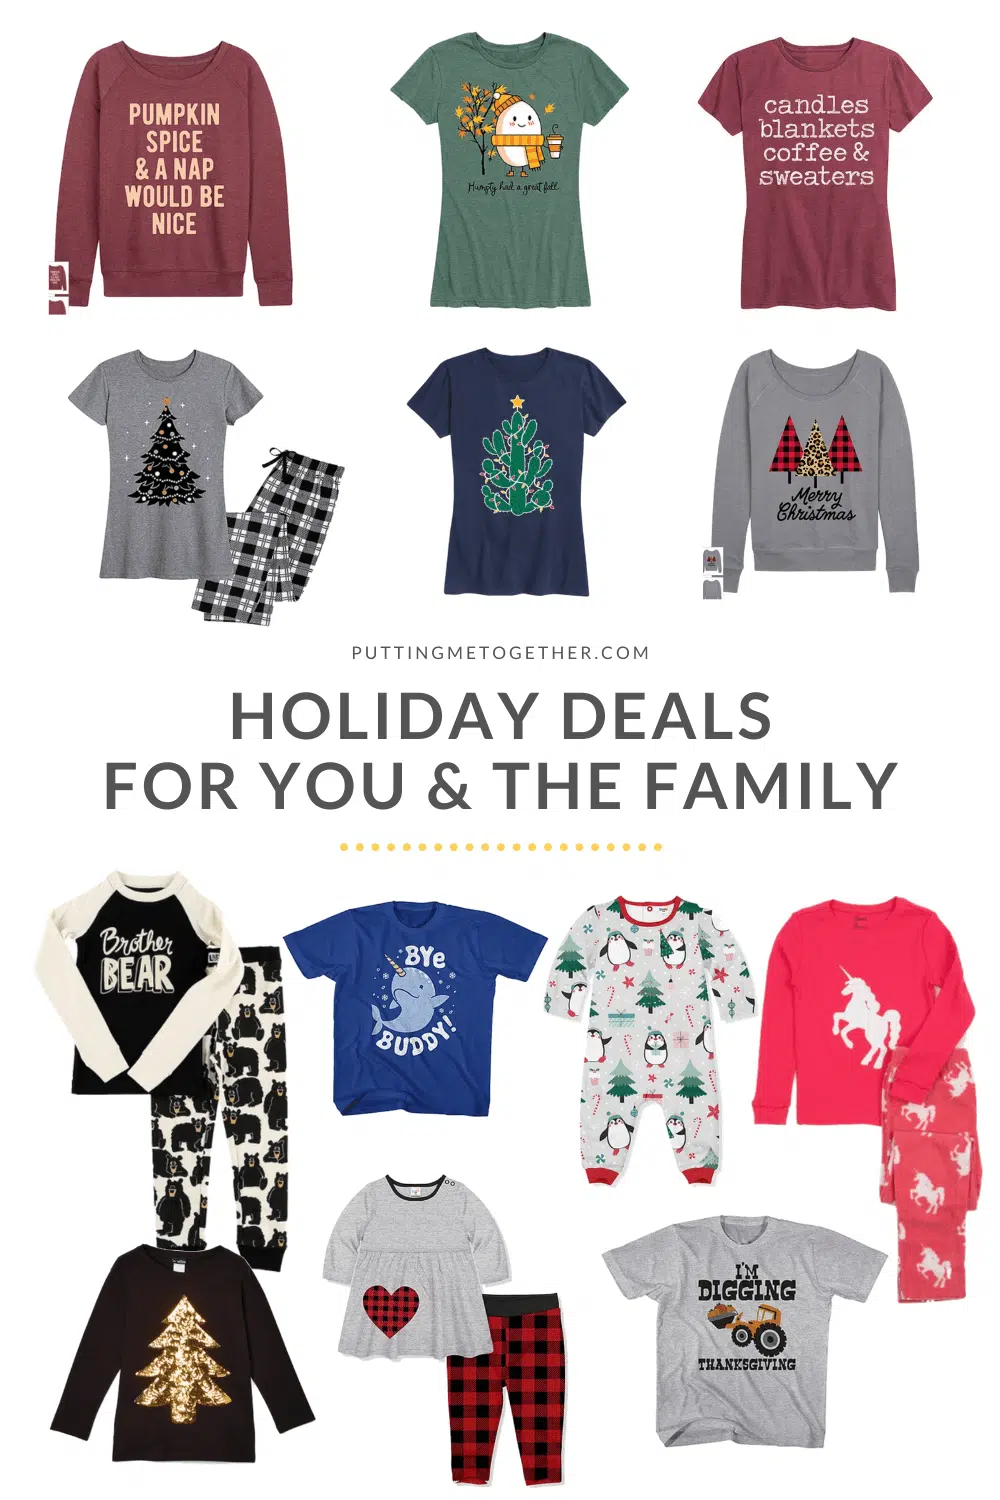 PUMPKIN
SPICE
& A NAP
WOULD BE
NICE
Humpty had a great fall.
candles
blankets
coffee &
sweaters
Merry
Christmas
PUTTINGMETOGETHER.COM
HOLIDAY DEALS
FOR YOU & THE FAMILY
Brother
BEAR
BYe
BUDDY!
I'M
DIGGING
THANKSGIVING